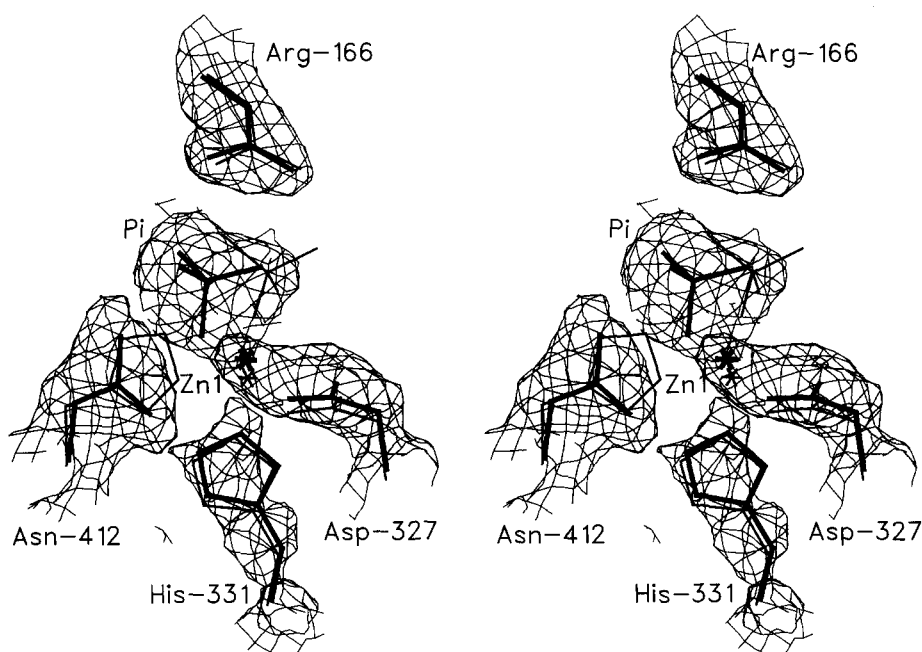 Arg-166 Arg-166
Pi Pi
Zn1 Zn1
Asn-412 Asp-327 Asn-412 Asp-327
His-331 His-331